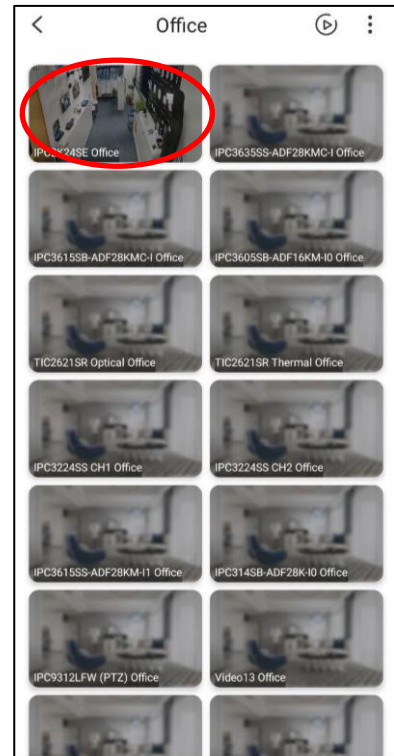 Office
IPC2K24SE Office
IPC3635SS-ADF28KMC-I Office
IPC3615SB-ADF28KMC-I Office
IPC3605SB-ADF16KM-I0 Office
TIC2621SR Optical Office
TIC2621SR Thermal Office
IPC3224SS CH1 Office
IPC3224SS CH2 Office
IPC3615SS-ADF28KM-I1 Office
IPC314SB-ADF28K-I0 Office
IPC9312LFW (PTZ) Office
Video13 Office